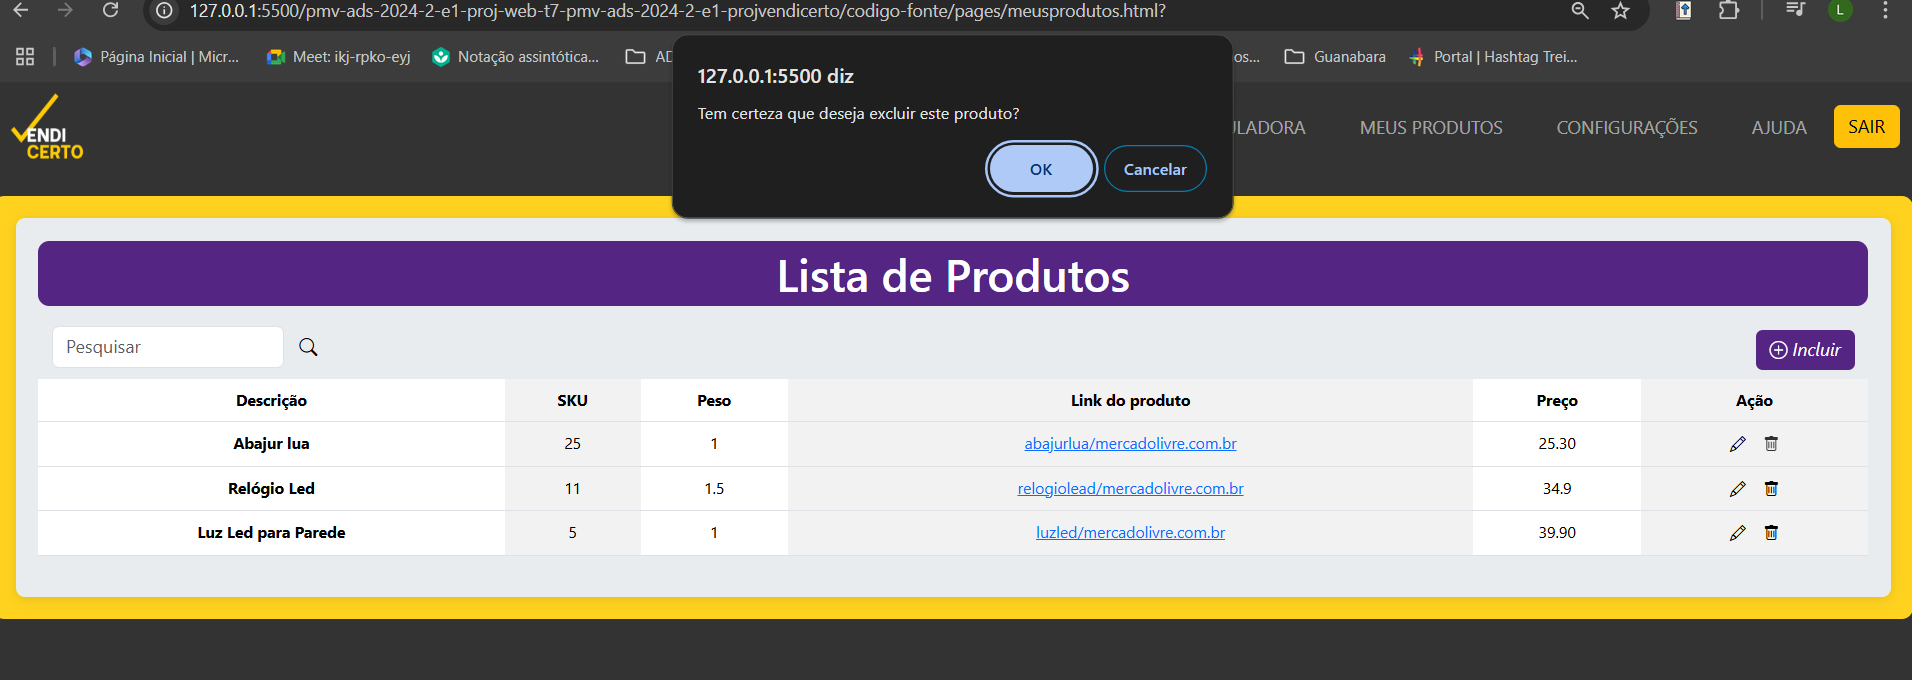 127.0.0.1:5500/pmv-ads-2024-2-e1-proj-web-t7-pmv-ads-2024-2-e1-projvendicerto/codigo-fonte/pages/meusprodutos.html?
L
Página Inicial | Micr...
Meet: ikj-rpko-eyj
Notação assintótica...
AD
os...
Guanabara
Portal | Hashtag Trei...
127.0.0.1:5500 diz
Tem certeza que deseja excluir este produto?
OK
Cancelar
VENDI
CERTO
ULADORA
MEUS PRODUTOS
CONFIGURAÇÕES
AJUDA
SAIR
Lista de Produtos
Pesquisar
Incluir
Descrição SKU Peso Link do produto Preço Ação
Abajur lua 25 1 abajurlua/mercadolivre.com.br 25.30
Relógio Led 11 1.5 relogiolead/mercadolivre.com.br 34.9
Luz Led para Parede 5 1 luzled/mercadolivre.com.br 39.90